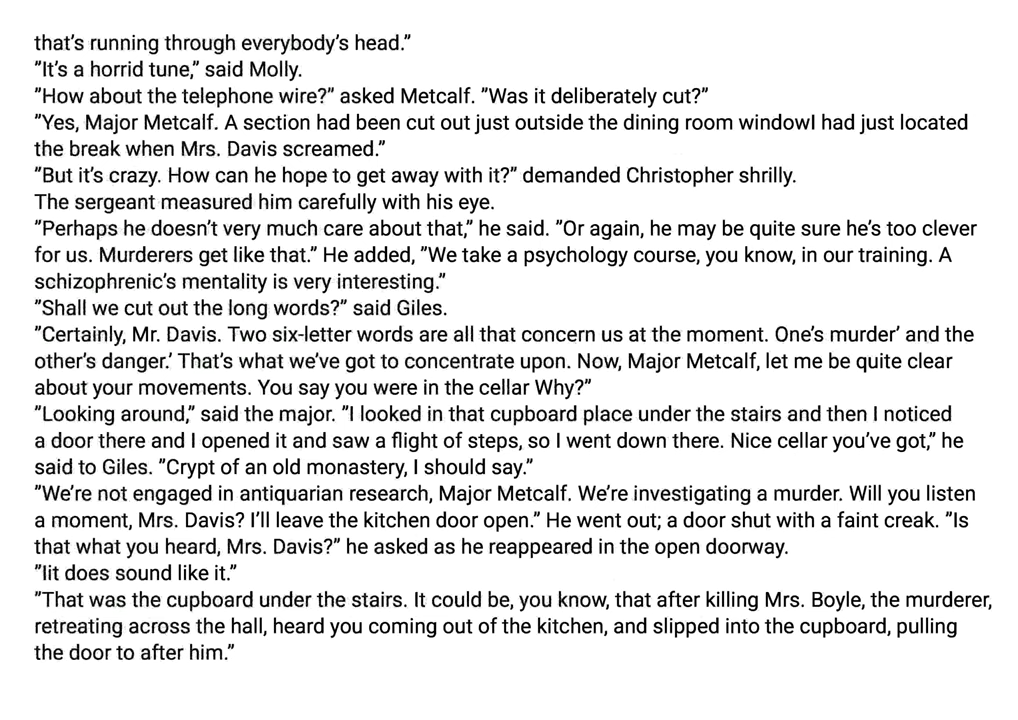 that's running through everybody's head."
"It's a horrid tune," said Molly.
"How about the telephone wire?" asked Metcalf. "Was it deliberately cut?"
"Yes, Major Metcalf. A section had been cut out just outside the dining room windowI had just located
the break when Mrs. Davis screamed."
"But it's crazy. How can he hope to get away with it?" demanded Christopher shrilly.
The sergeant measured him carefully with his eye.
"Perhaps he doesn't very much care about that," he said. "Or again, he may be quite sure he's too clever
for us. Murderers get like that." He added, "We take a psychology course, you know, in our training. A
schizophrenic's mentality is very interesting."
"Shall we cut out the long words?" said Giles.
"Certainly, Mr. Davis. Two six-letter words are all that concern us at the moment. One's murder' and the
other's danger.' That's what we've got to concentrate upon. Now, Major Metcalf, let me be quite clear
about your movements. You say you were in the cellar Why?"
"Looking around," said the major. "I looked in that cupboard place under the stairs and then I noticed
a door there and I opened it and saw a flight of steps, so I went down there. Nice cellar you've got," he
said to Giles. "Crypt of an old monastery, I should say."
"We're not engaged in antiquarian research, Major Metcalf. We're investigating a murder. Will you listen
a moment, Mrs. Davis? I'll leave the kitchen door open." He went out; a door shut with a faint creak. "Is
that what you heard, Mrs. Davis?" he asked as he reappeared in the open doorway.
"Iit does sound like it."
"That was the cupboard under the stairs. It could be, you know, that after killing Mrs. Boyle, the murderer,
retreating across the hall, heard you coming out of the kitchen, and slipped into the cupboard, pulling
the door to after him."